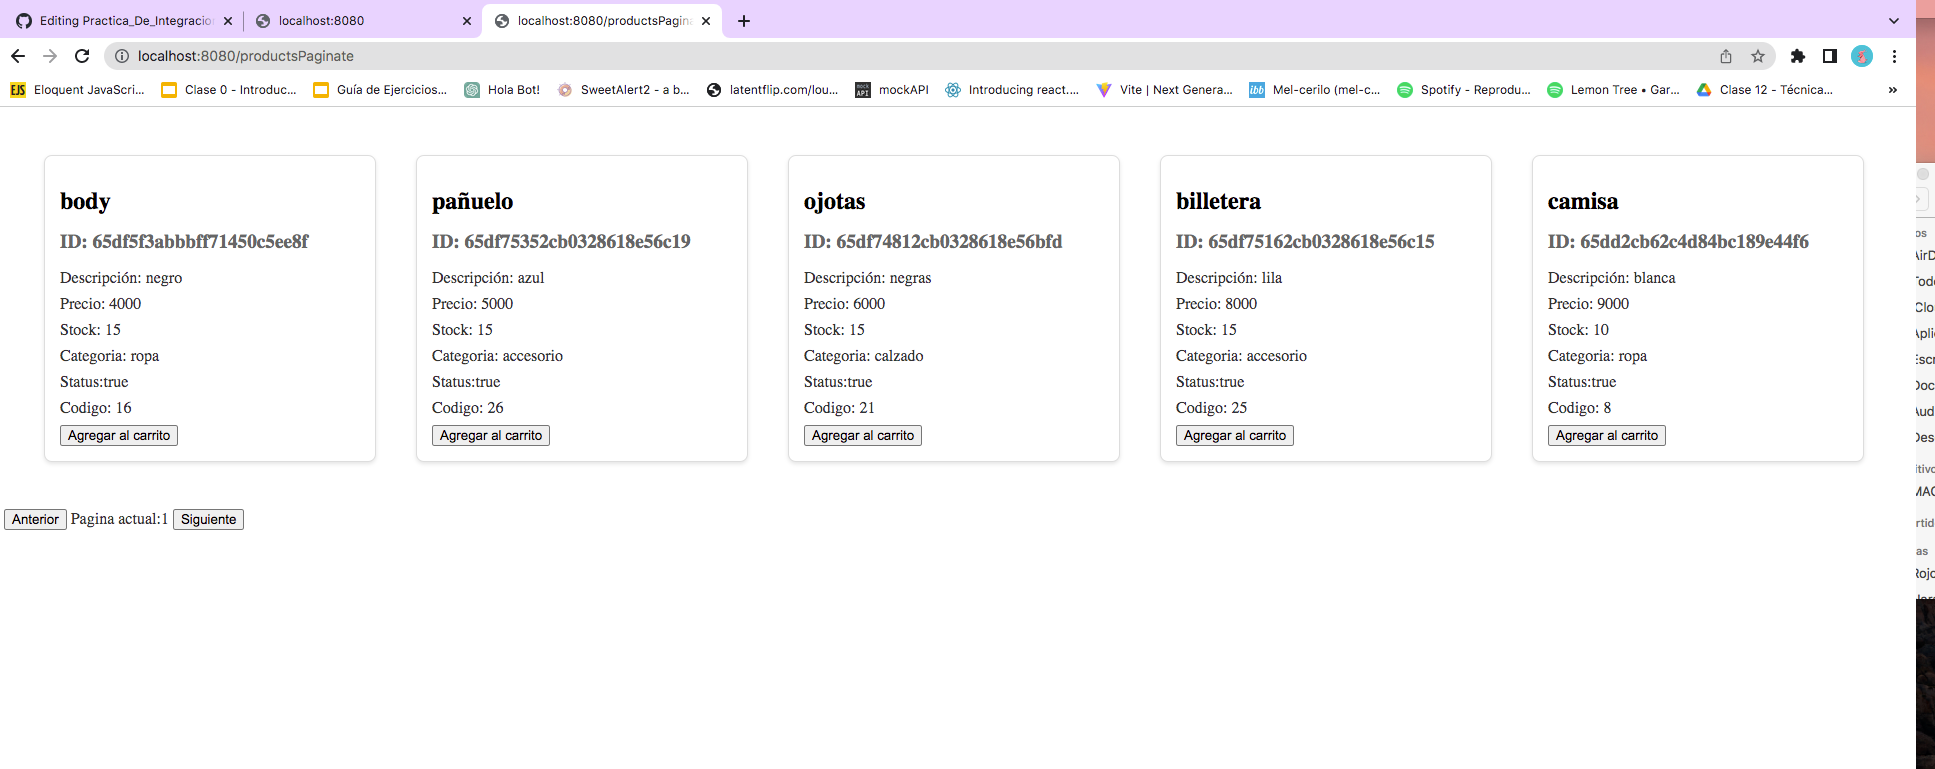 Editing Practica_De_Integracio
localhost:8080
localhost:8080/productsPagina
localhost:8080/productsPaginate
EJS Eloquent JavaScri...
Clase 0 - Introduc...
Guía de Ejercicios...
Hola Bot!
SweetAlert2 - a b...
latentflip.com/lou...
mock API mockAPI
Introducing react....
Vite | Next Genera...
ibb Mel-cerilo (mel-c...
Spotify - Reprodu...
Lemon Tree • Gar...
Clase 12 - Técnica...
»
body
ID: 65df5f3abbbff71450c5ee8f
Descripción: negro
Precio: 4000
Stock: 15
Categoria: ropa
Status:true
Codigo: 16
Agregar al carrito
pañuelo
ID: 65df75352cb0328618e56c19
Descripción: azul
Precio: 5000
Stock: 15
Categoria: accesorio
Status:true
Codigo: 26
Agregar al carrito
ojotas
ID: 65df74812cb0328618e56bfd
Descripción: negras
Precio: 6000
Stock: 15
Categoria: calzado
Status:true
Codigo: 21
Agregar al carrito
billetera
ID: 65df75162cb0328618e56c15
Descripción: lila
Precio: 8000
Stock: 15
Categoria: accesorio
Status:true
Codigo: 25
Agregar al carrito
camisa
ID: 65dd2cb62c4d84bc189e44f6
Descripción: blanca
Precio: 9000
Stock: 10
Categoria: ropa
Status:true
Codigo: 8
Agregar al carrito
Anterior Pagina actual:1 Siguiente